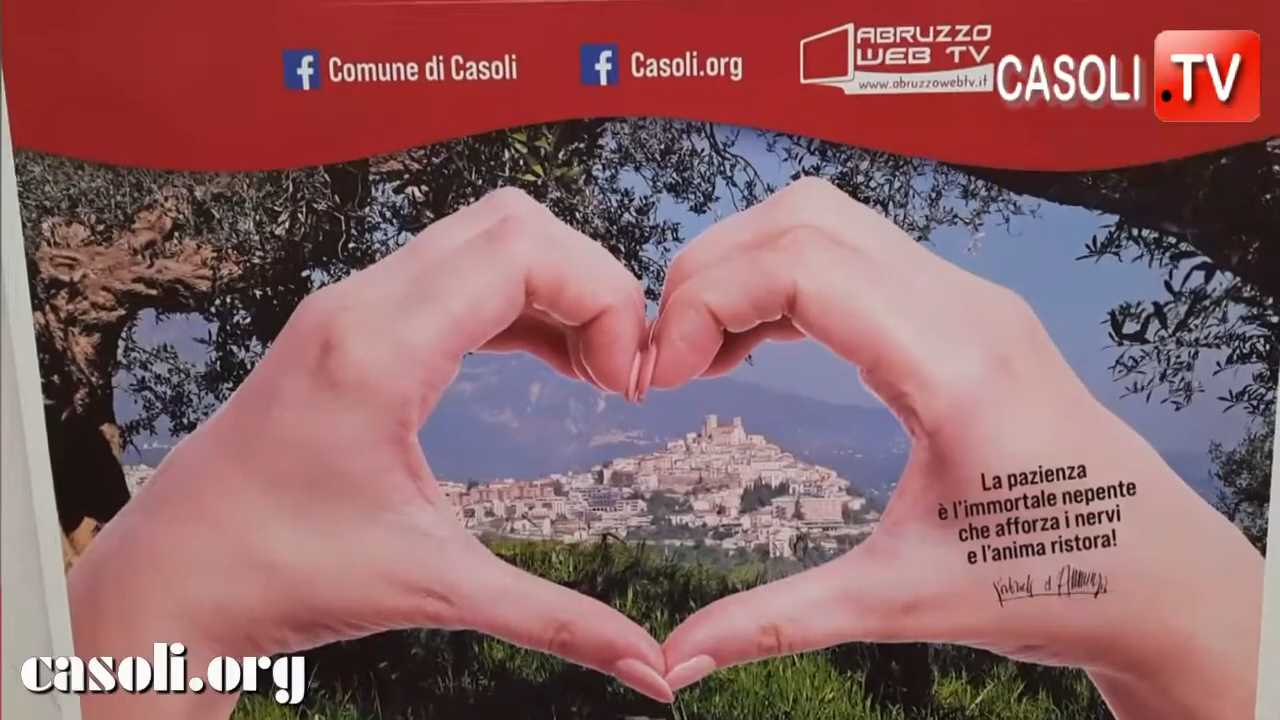 f Comune di Casoli
f Casoli.org
ABRUZZO
WEB TV
www.abruzzowebtv.it
CASOLI .TV
La pazienza
è l'immortale nepente
che afforza i nervi
e l'anima ristora!
casoli.org